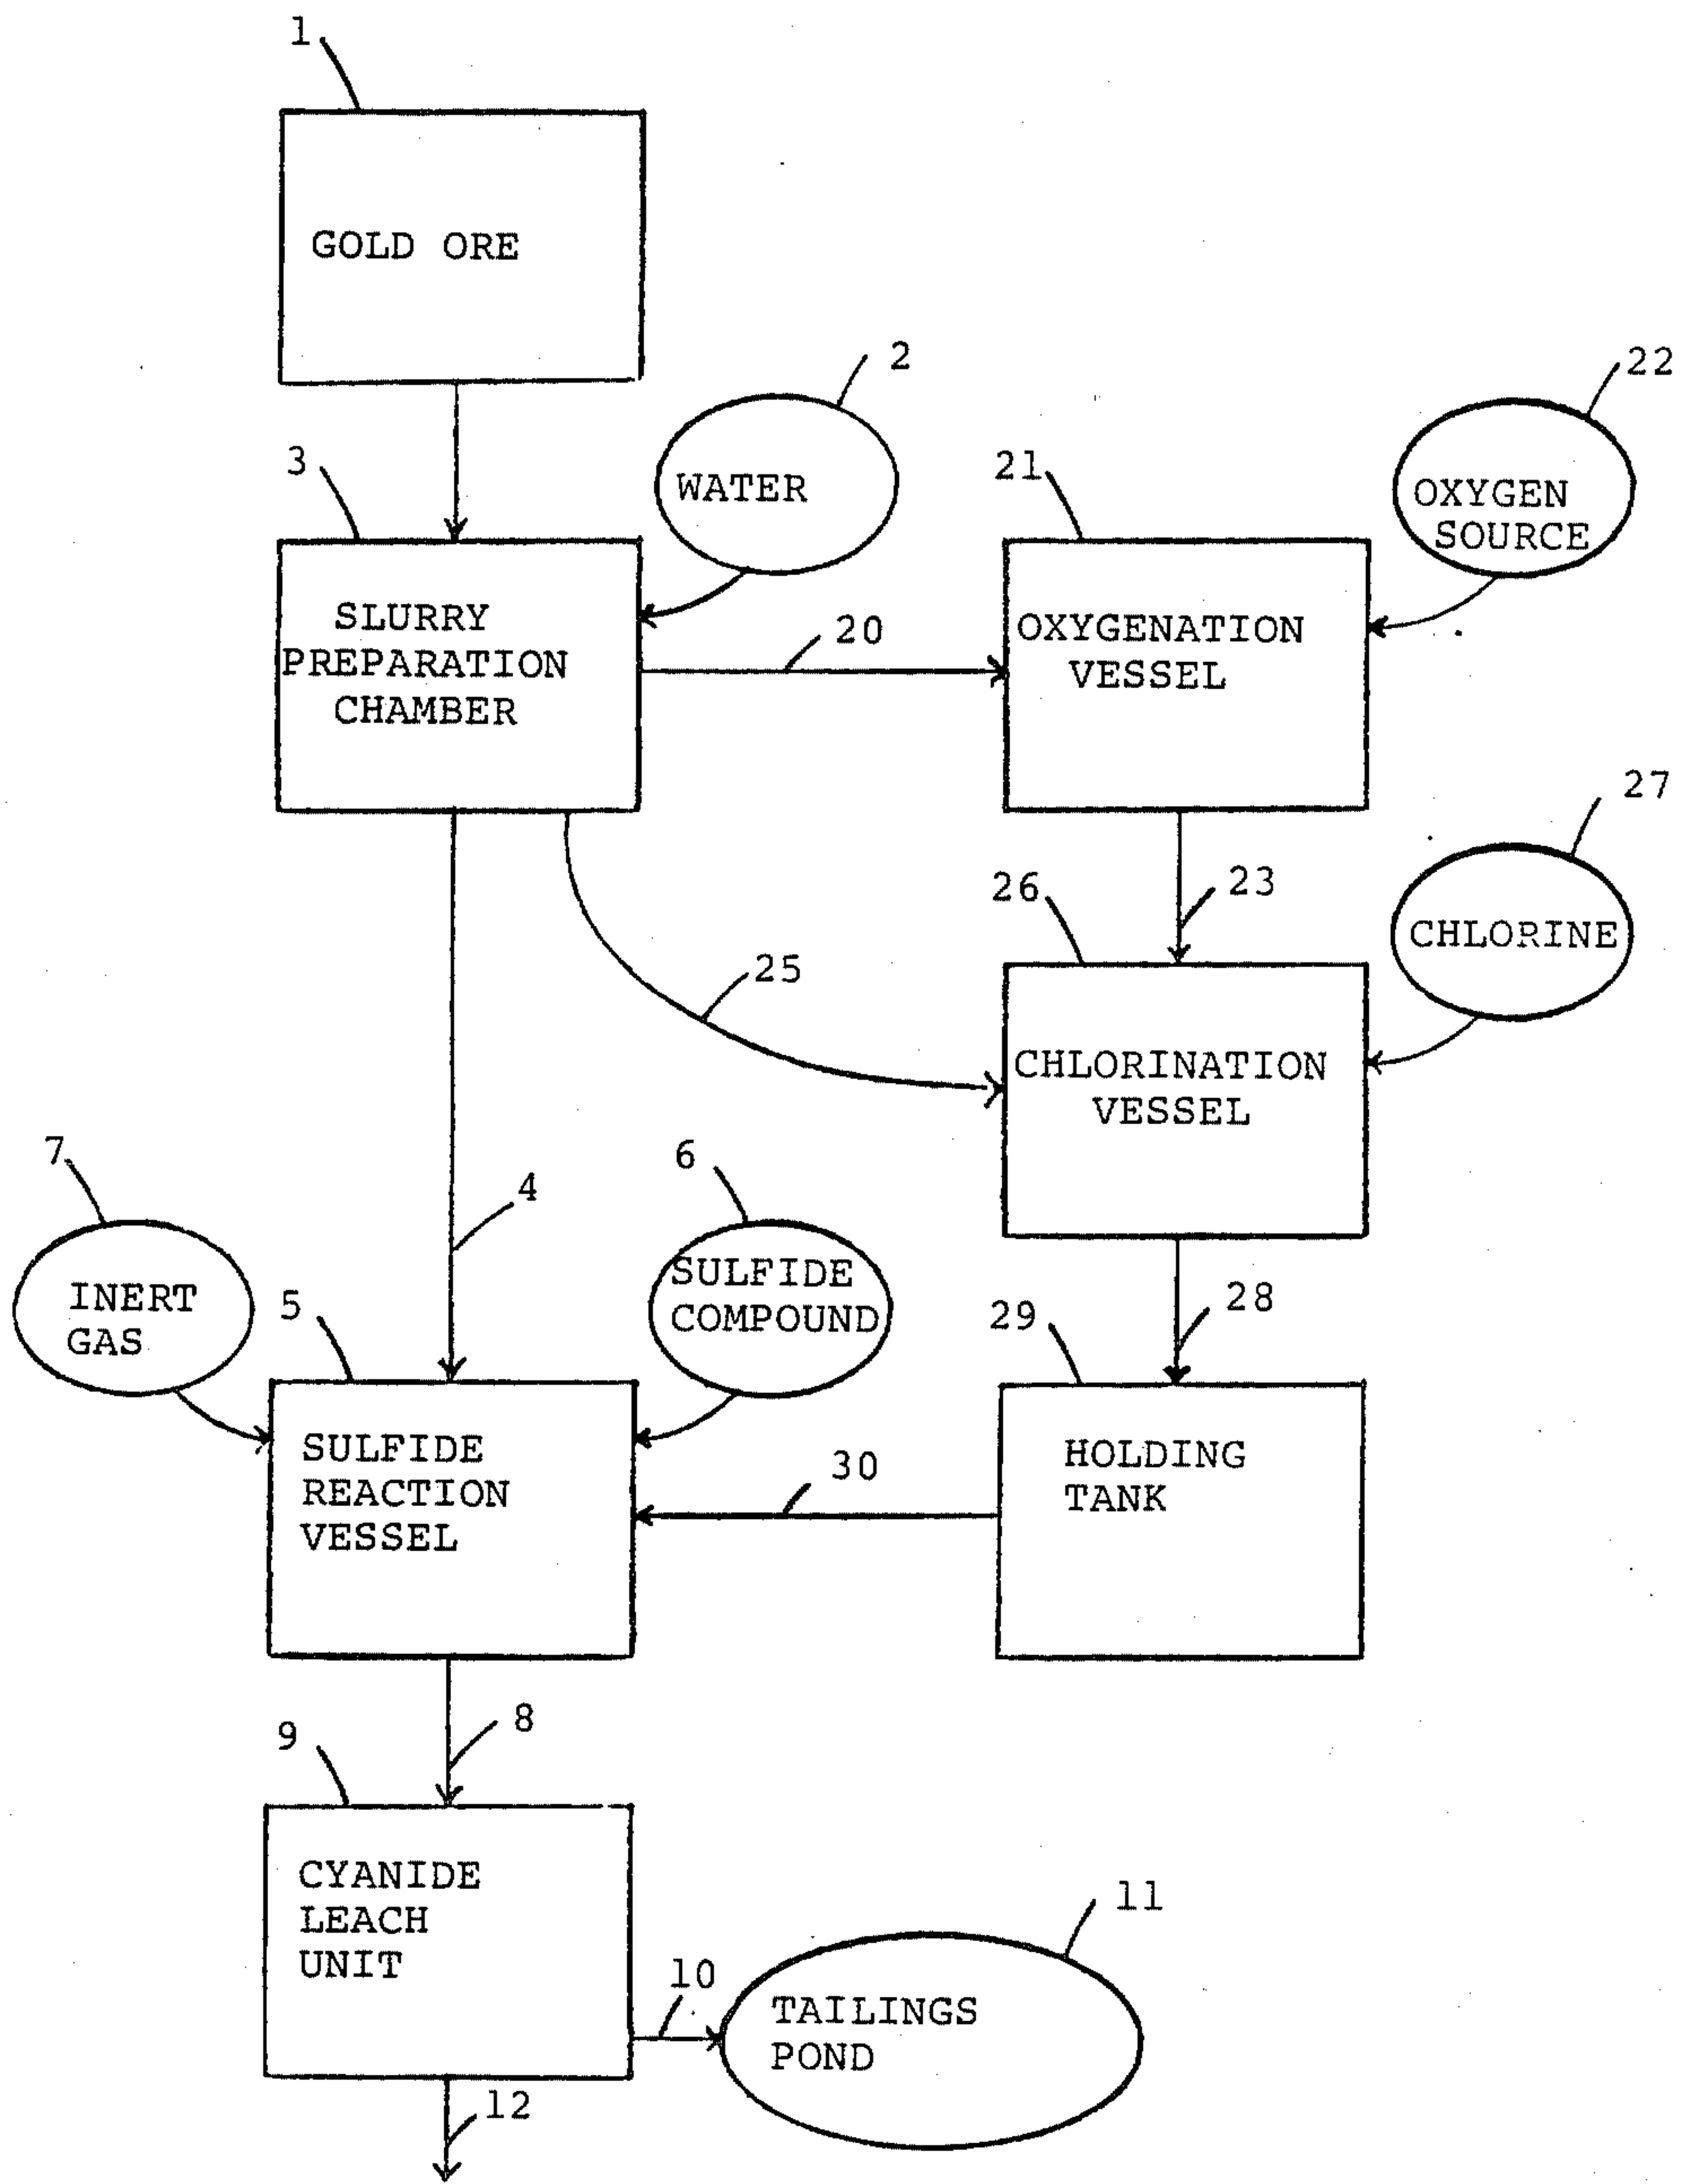 1
GOLD ORE
2
22
3
WATER
21
OXYGEN
SOURCE
SLURRY
PREPARATION
CHAMBER
20
OXYGENATION
VESSEL
27
26
23
CHLORINE
25
CHLORINATION
VESSEL
7
6
4
INERT
GAS
5
SULFIDE
COMPOUND
29
28
SULFIDE
REACTION
VESSEL
30
HOLDING
TANK
9
8
CYANIDE
LEACH
UNIT
11
10
TAILINGS
POND
12